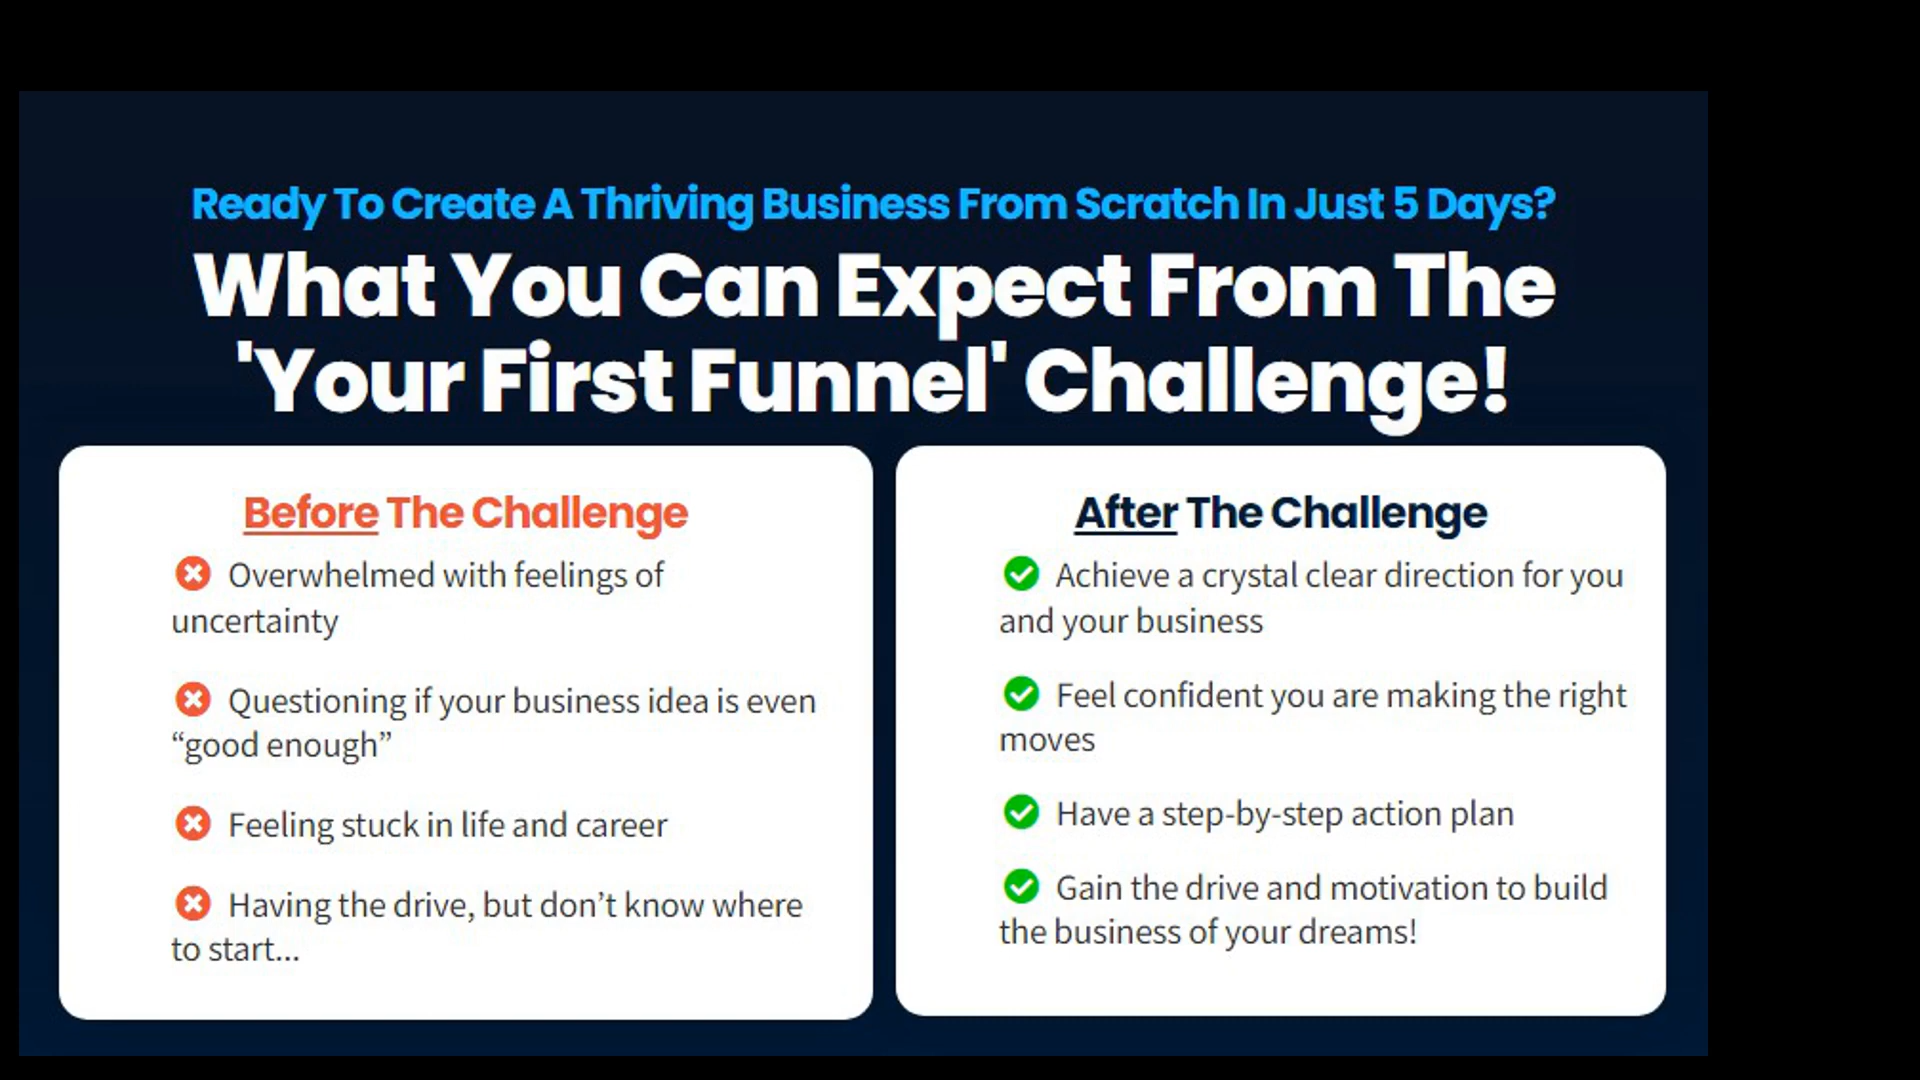 Ready To Create A Thriving Business From Scratch In Just 5 Days?
What You Can Expect From The
'Your First Funnel' Challenge!
Before The Challenge
Overwhelmed with feelings of
uncertainty
Questioning if your business idea is even
“good enough”
Feeling stuck in life and career
Having the drive, but don’t know where
to start...
After The Challenge
Achieve a crystal clear direction for you
and your business
Feel confident you are making the right
moves
Have a step-by-step action plan
Gain the drive and motivation to build
the business of your dreams!